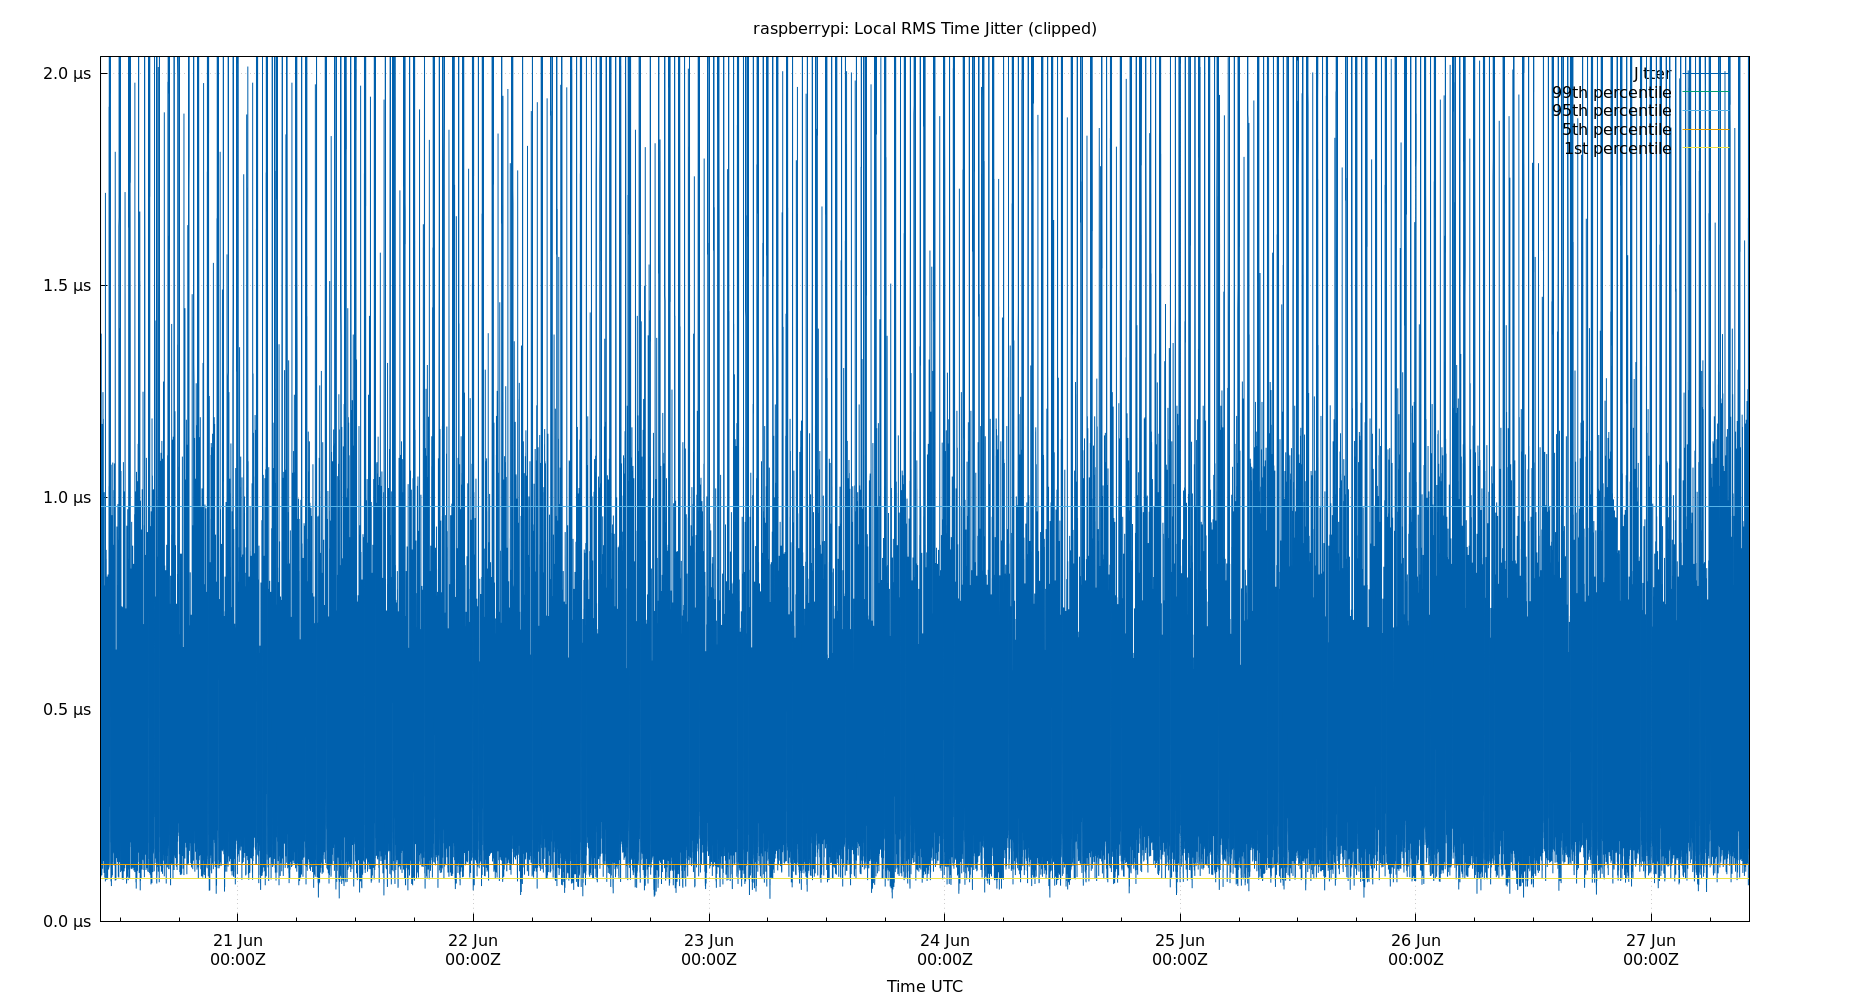 raspberrypi: Local RMS Time Jitter (clipped)
2.0 µs
1.5 µs
1.0 µs
0.5 µs
0.0 µs
Jitter
99th percentile
95th percentile
5th percentile
1st percentile
21 Jun
00:00Z
22 Jun
00:00Z
23 Jun
00:00Z
24 Jun
00:00Z
25 Jun
00:00Z
26 Jun
00:00Z
27 Jun
00:00Z
Time UTC